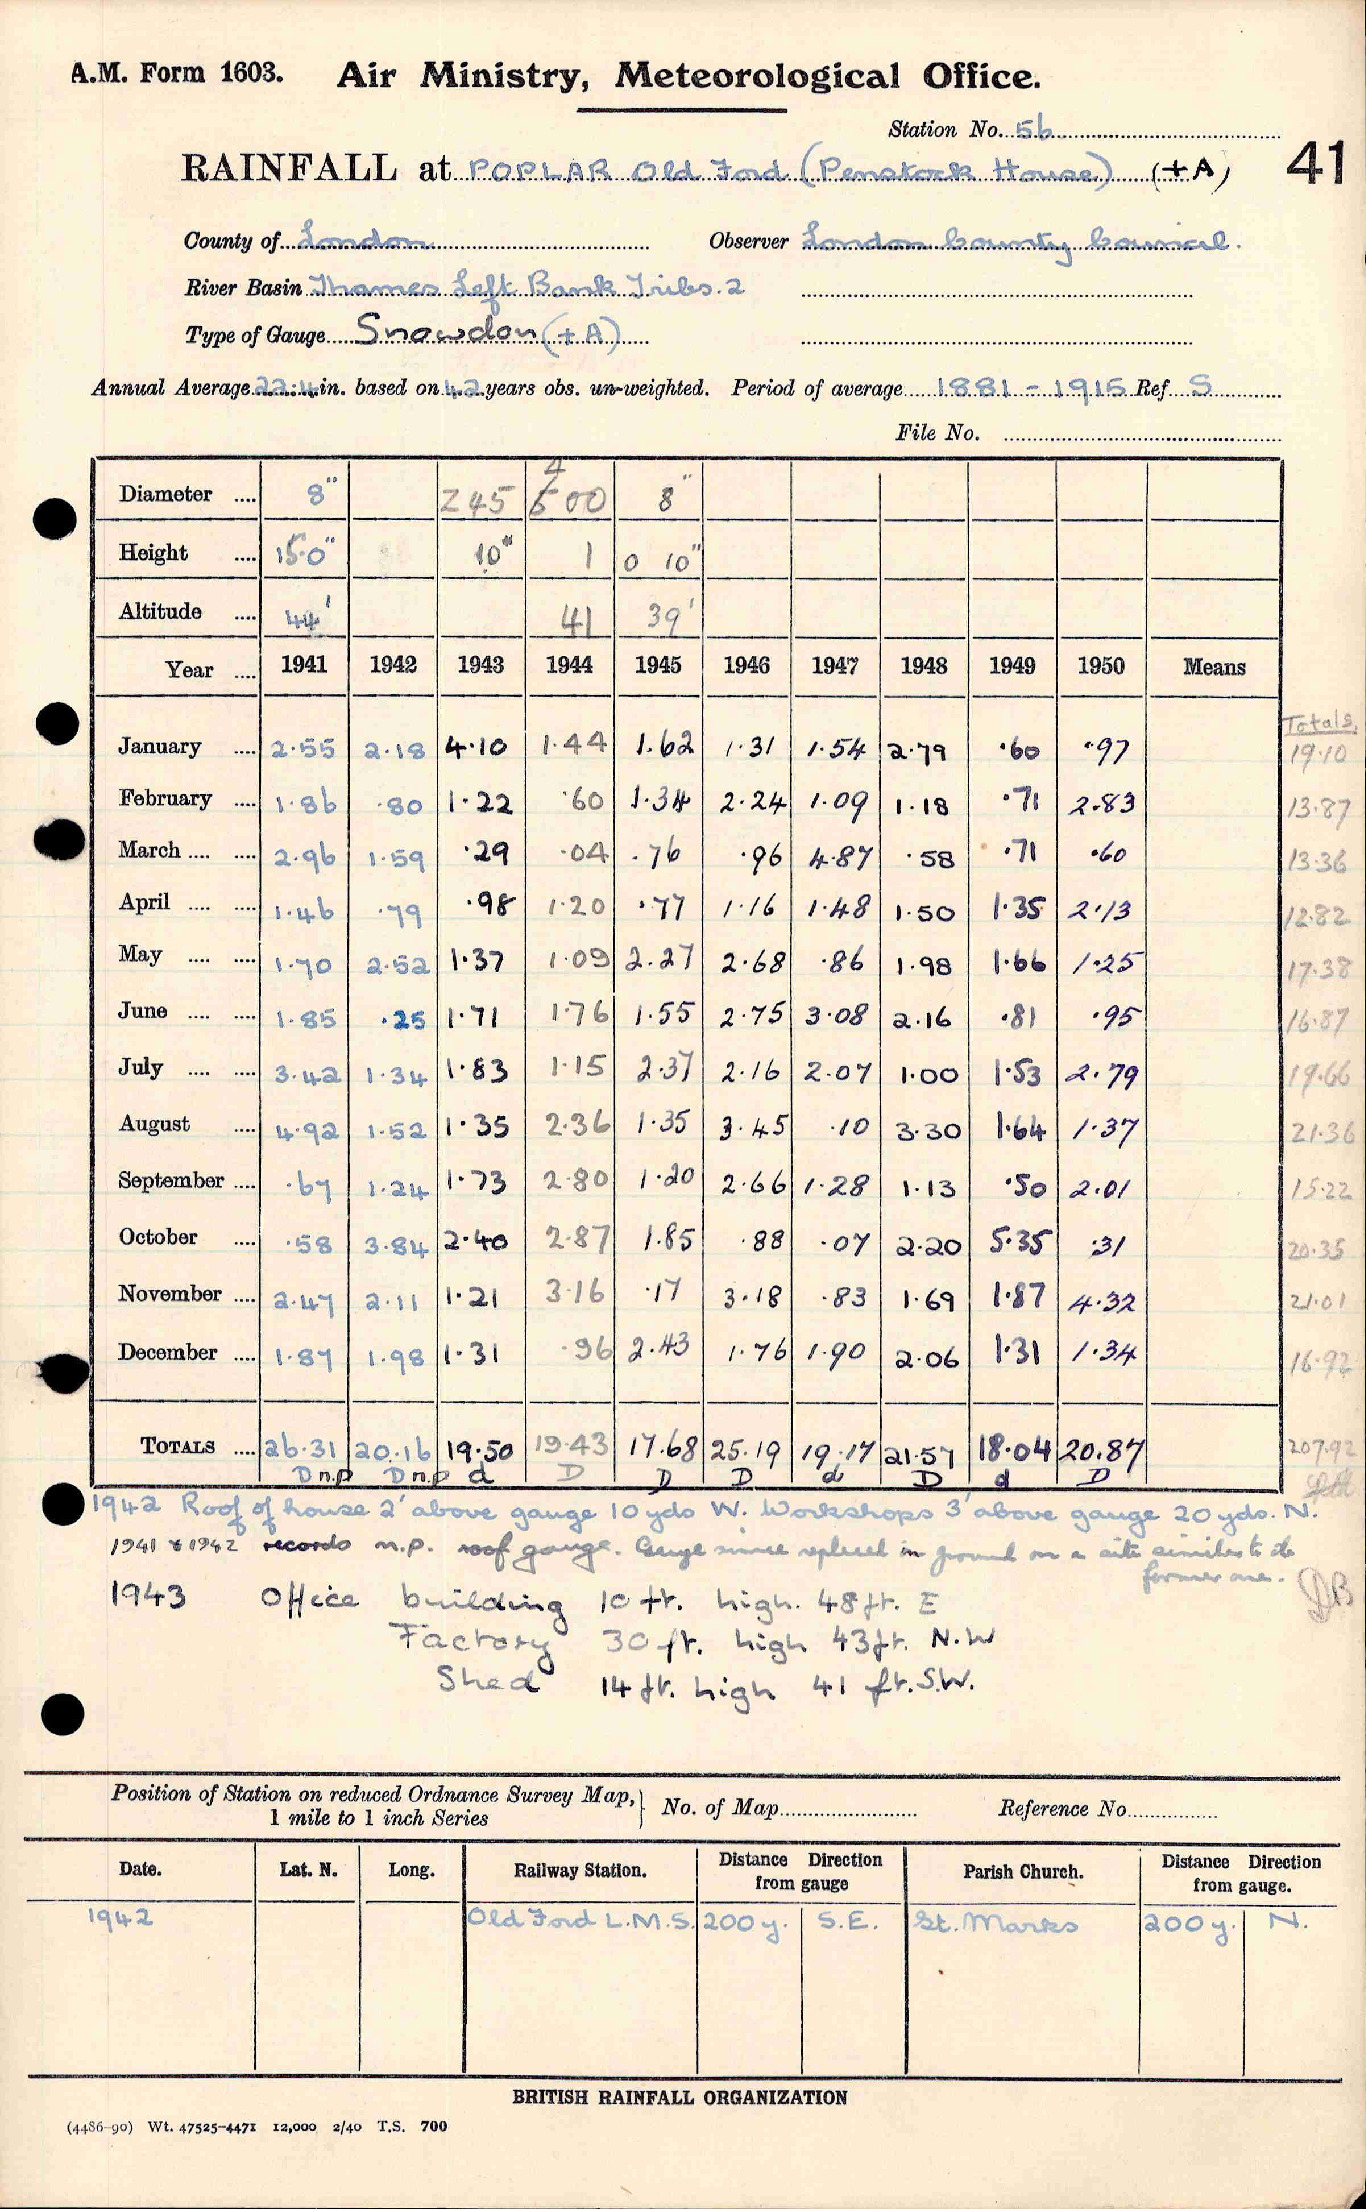 A.M. Form 1603. Air Ministry, Meteorological Office.
Station No. 56
RAINFALL at POPLAR Old Ford (Penstock House) (+A) 41
County of London Observer London County Council.
River Basin Thames Left Bank Tribs. 2
Type of Gauge Snowdon (+A)
Annual Average 22.4 in. based on 42 years obs. un-weighted. Period of average 1881 - 1915 Ref S
File No.
Diameter .... 8" Z45 4 500 8"
Height .... 15.0" 10" 1 0 10"
Altitude .... 44' 41 39'
Year .... 1941 1942 1943 1944 1945 1946 1947 1948 1949 1950 Means
Totals.
January .... 2.55 2.18 4.10 1.44 1.62 1.31 1.54 2.79 .60 .97 19.10
February .... 1.86 .80 1.22 .60 1.34 2.24 1.09 1.18 .71 2.83 13.87
March .... .... 2.96 1.59 .29 .04 .76 .96 4.87 .58 .71 .60 13.36
April .... .... 1.46 .79 .98 1.20 .77 1.16 1.48 1.50 1.35 2.13 12.82
May .... .... 1.70 2.52 1.37 1.09 2.27 2.68 .86 1.98 1.66 1.25 17.38
June .... .... 1.85 .25 1.71 1.76 1.55 2.75 3.08 2.16 .81 .95 16.87
July .... .... 3.42 1.34 1.83 1.15 2.37 2.16 2.07 1.00 1.53 2.79 19.66
August .... 4.92 1.52 1.35 2.36 1.35 3.45 .10 3.30 1.64 1.37 21.36
September .... .67 1.24 1.73 2.80 1.20 2.66 1.28 1.13 .50 2.01 15.22
October .... .58 3.84 2.40 2.87 1.85 .88 .07 2.20 5.35 .31 20.35
November .... 2.47 2.11 1.21 3.16 .17 3.18 .83 1.69 1.87 4.32 21.01
December .... 1.87 1.98 1.31 .96 2.43 1.76 1.90 2.06 1.31 1.34 16.92
TOTALS .... 26.31 20.16 19.50 19.43 17.68 25.19 19.17 21.57 18.04 20.87 207.92
D n.p D n.p d D D D d D d D
1942 Roof of house 2' above gauge 10 yds W. Workshops 3' above gauge 20 yds. N.
1941 & 1942 records n.p. roof gauge. Gauge since replaced in ground on a site similar to the
former one. DB
1943 Office building 10 ft. high. 48 ft. E
Factory 30 ft. high 43 ft. N.W
Shed 14 ft. high 41 ft. S.W.
Position of Station on reduced Ordnance Survey Map, 1 mile to 1 inch Series No. of Map Reference No.
Date. Lat. N. Long. Railway Station. Distance Direction from gauge Parish Church. Distance Direction from gauge.
1942 Old Ford L.M.S. 200 y. S.E. St. Marks 200 y. N.
BRITISH RAINFALL ORGANIZATION
(4486-90) Wt. 47525-4471 12,000 2/40 T.S. 700